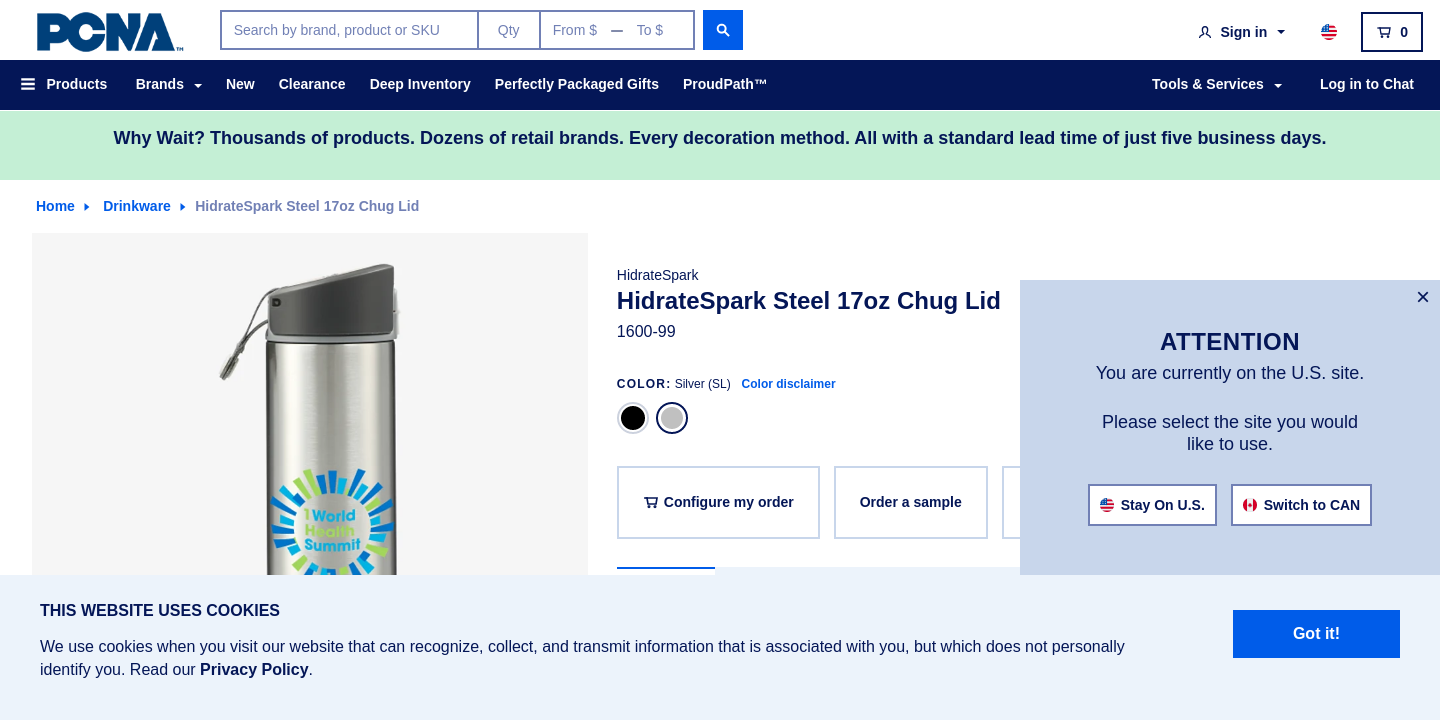 PCNA™
Search by brand, product or SKU Qty From $ — To $
Sign in
0
Products Brands New Clearance Deep Inventory Perfectly Packaged Gifts ProudPath™ Tools & Services Log in to Chat
Why Wait? Thousands of products. Dozens of retail brands. Every decoration method. All with a standard lead time of just five business days.
Home Drinkware HidrateSpark Steel 17oz Chug Lid
1 World
Health
Summit
HidrateSpark
HidrateSpark Steel 17oz Chug Lid
1600-99
COLOR: Silver (SL) Color disclaimer
Configure my order Order a sample
×
ATTENTION
You are currently on the U.S. site.
Please select the site you would
like to use.
Stay On U.S. Switch to CAN
THIS WEBSITE USES COOKIES
We use cookies when you visit our website that can recognize, collect, and transmit information that is associated with you, but which does not personally
identify you. Read our Privacy Policy.
Got it!